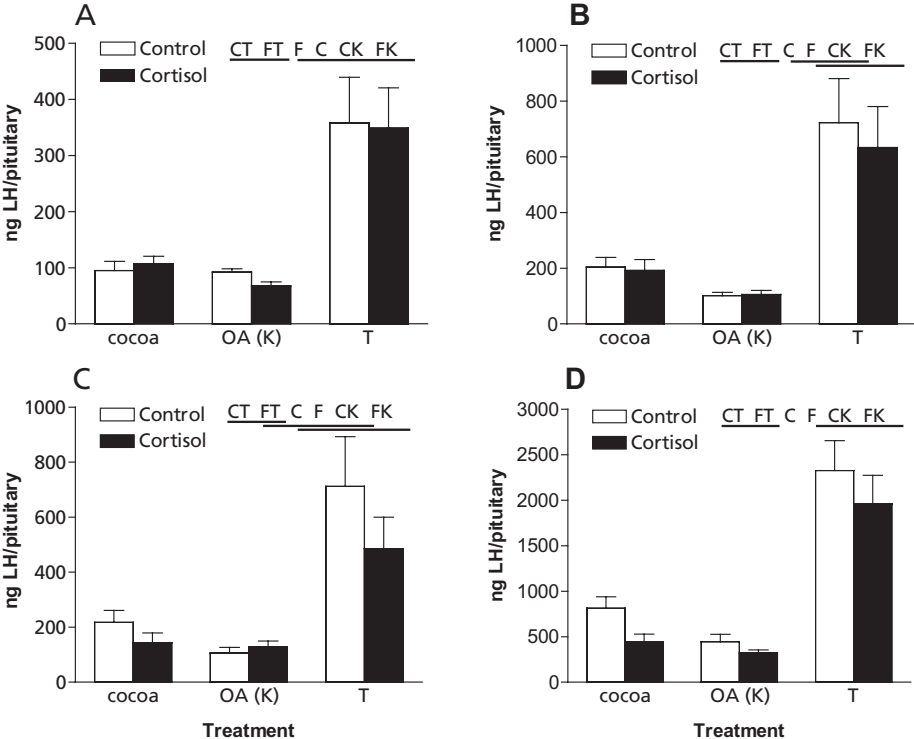 A
ng LH/pituitary
500
400
300
200
100
0
Control
Cortisol
CT FT F C CK FK
cocoa OA (K) T
B
ng LH/pituitary
1000
800
600
400
200
0
Control
Cortisol
CT FT C F CK FK
cocoa OA (K) T
C
ng LH/pituitary
1000
800
600
400
200
0
Control
Cortisol
CT FT C F CK FK
cocoa OA (K) T
Treatment
D
ng LH/pituitary
3000
2500
2000
1500
1000
500
0
Control
Cortisol
CT FT C F CK FK
cocoa OA (K) T
Treatment